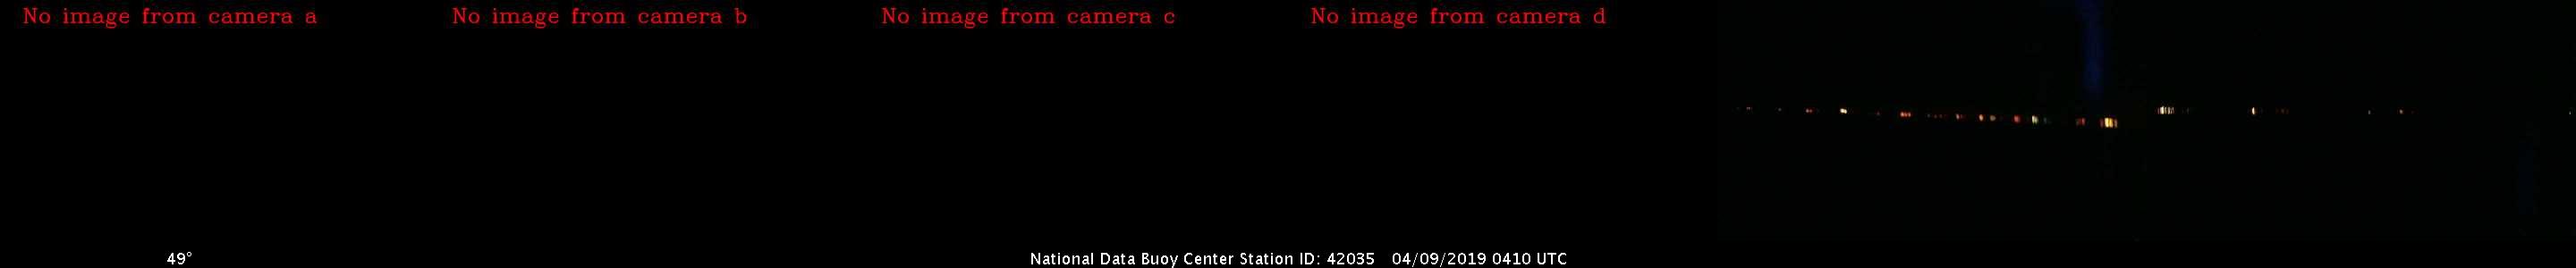 No image from camera a
No image from camera b
No image from camera c
No image from camera d
49°
National Data Buoy Center Station ID: 42035 04/09/2019 0410 UTC